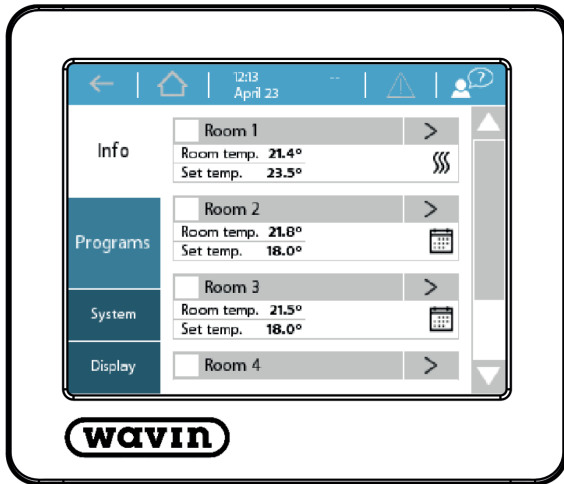 12:13 --
April 23
?
Info
Programs
System
Display
Room 1 >
Room temp. 21.4°
Set temp. 23.5°
Room 2 >
Room temp. 21.8°
Set temp. 18.0°
Room 3 >
Room temp. 21.5°
Set temp. 18.0°
Room 4 >
wavin